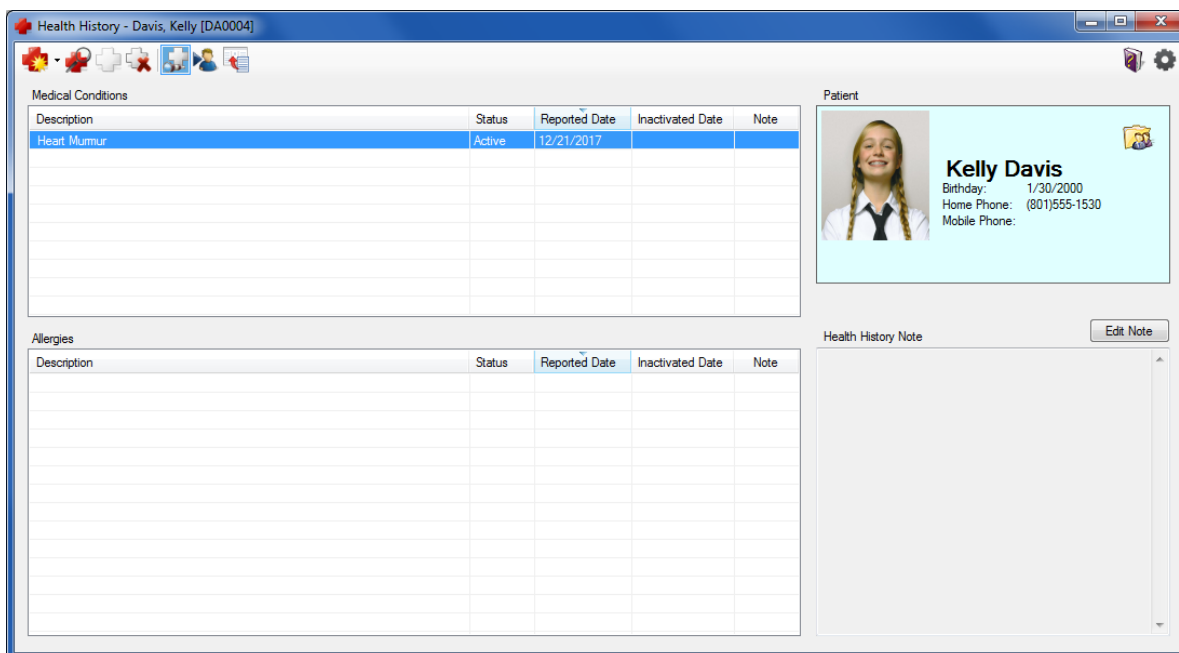 Health History - Davis, Kelly [DA0004]
Medical Conditions
Description Status Reported Date Inactivated Date Note
Heart Murmur Active 12/21/2017
Patient
Kelly Davis
Birthday: 1/30/2000
Home Phone: (801)555-1530
Mobile Phone:
Allergies
Description Status Reported Date Inactivated Date Note
Health History Note
Edit Note